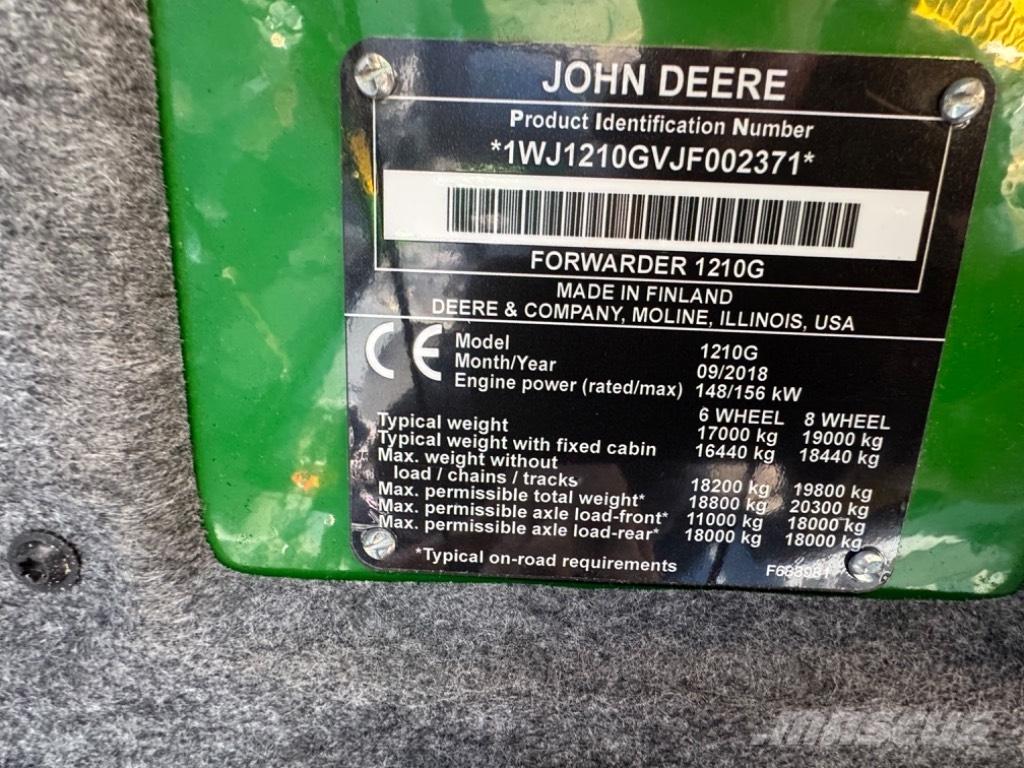 JOHN DEERE
Product Identification Number
*1WJ1210GVJF002371*
FORWARDER 1210G
MADE IN FINLAND
DEERE & COMPANY, MOLINE, ILLINOIS, USA
CE
Model 1210G
Month/Year 09/2018
Engine power (rated/max) 148/156 kW
6 WHEEL 8 WHEEL
Typical weight 17000 kg 19000 kg
Typical weight with fixed cabin 16440 kg 18440 kg
Max. weight without
load / chains / tracks 18200 kg 19800 kg
Max. permissible total weight* 18800 kg 20300 kg
Max. permissible axle load-front* 11000 kg 18000 kg
Max. permissible axle load-rear* 18000 kg 18000 kg
*Typical on-road requirements
mascus